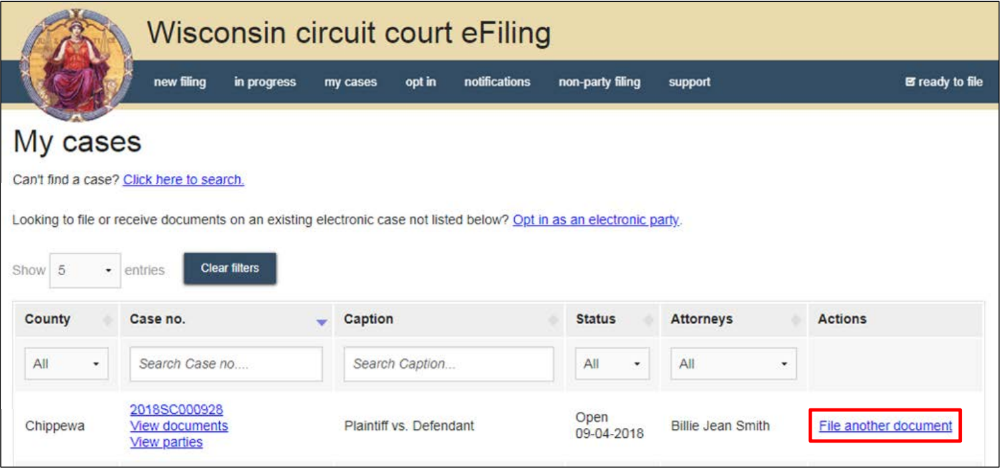 Wisconsin circuit court eFiling
new filing in progress my cases opt in notifications non-party filing support ready to file
My cases
Can't find a case? Click here to search.
Looking to file or receive documents on an existing electronic case not listed below? Opt in as an electronic party.
Show 5 entries Clear filters
County Case no. Caption Status Attorneys Actions
All Search Case no.... Search Caption... All All
Chippewa 2018SC000928 Plaintiff vs. Defendant Open Billie Jean Smith File another document
View documents 09-04-2018
View parties